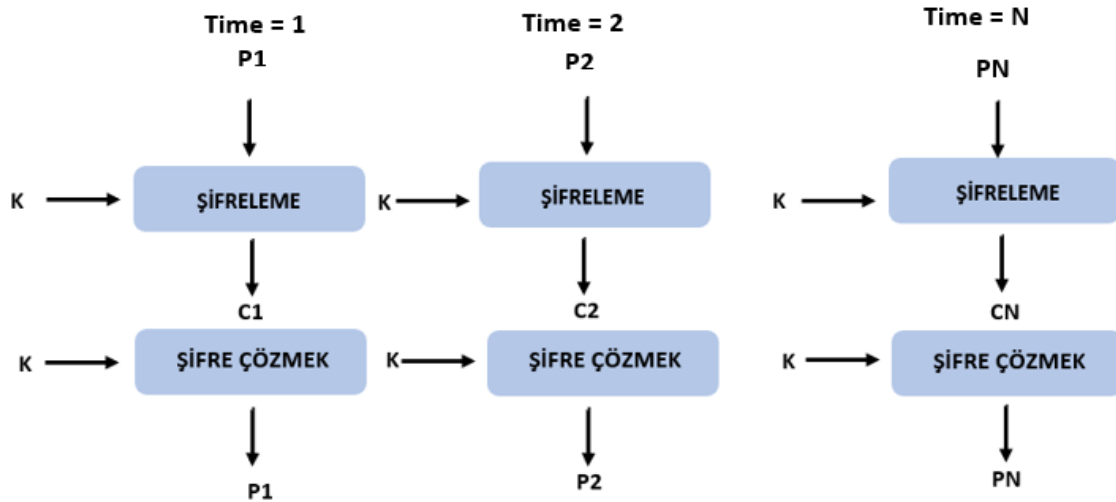 Time = 1 Time = 2 Time = N
P1 P2 PN
K ŞİFRELEME K ŞİFRELEME K ŞİFRELEME
C1 C2 CN
K ŞİFRE ÇÖZMEK K ŞİFRE ÇÖZMEK K ŞİFRE ÇÖZMEK
P1 P2 PN